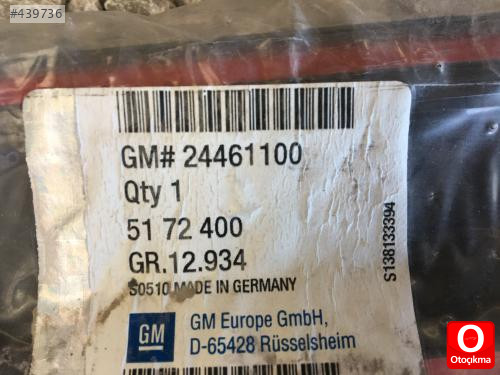 #439736
GM# 24461100
Qty 1
51 72 400
GR.12.934
S0510 MADE IN GERMANY
GM
GM Europe GmbH,
D-65428 Rüsselsheim
S138133394
Otoçıkma